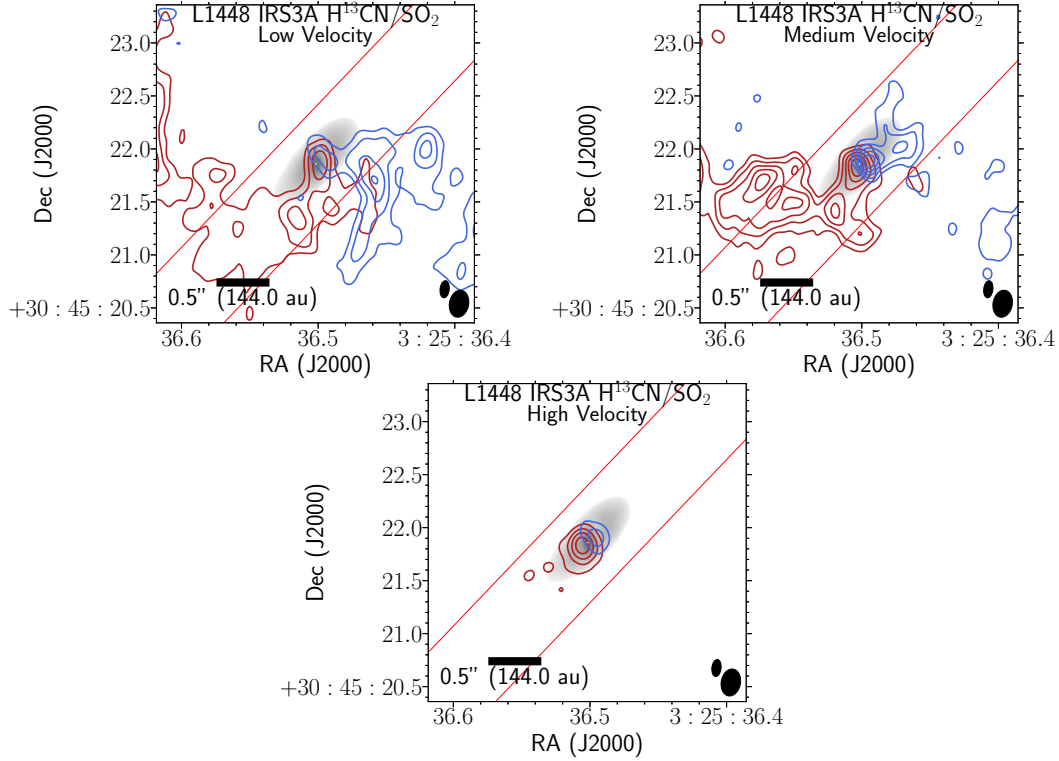 L1448 IRS3A H¹³CN/SO₂
Low Velocity
23.0
22.5
22.0
21.5
21.0
+30 : 45 : 20.5
Dec (J2000)
0.5" (144.0 au)
36.6
36.5
3 : 25 : 36.4
RA (J2000)
L1448 IRS3A H¹³CN/SO₂
Medium Velocity
23.0
22.5
22.0
21.5
21.0
+30 : 45 : 20.5
Dec (J2000)
0.5" (144.0 au)
36.6
36.5
3 : 25 : 36.4
RA (J2000)
L1448 IRS3A H¹³CN/SO₂
High Velocity
23.0
22.5
22.0
21.5
21.0
+30 : 45 : 20.5
Dec (J2000)
0.5" (144.0 au)
36.6
36.5
3 : 25 : 36.4
RA (J2000)